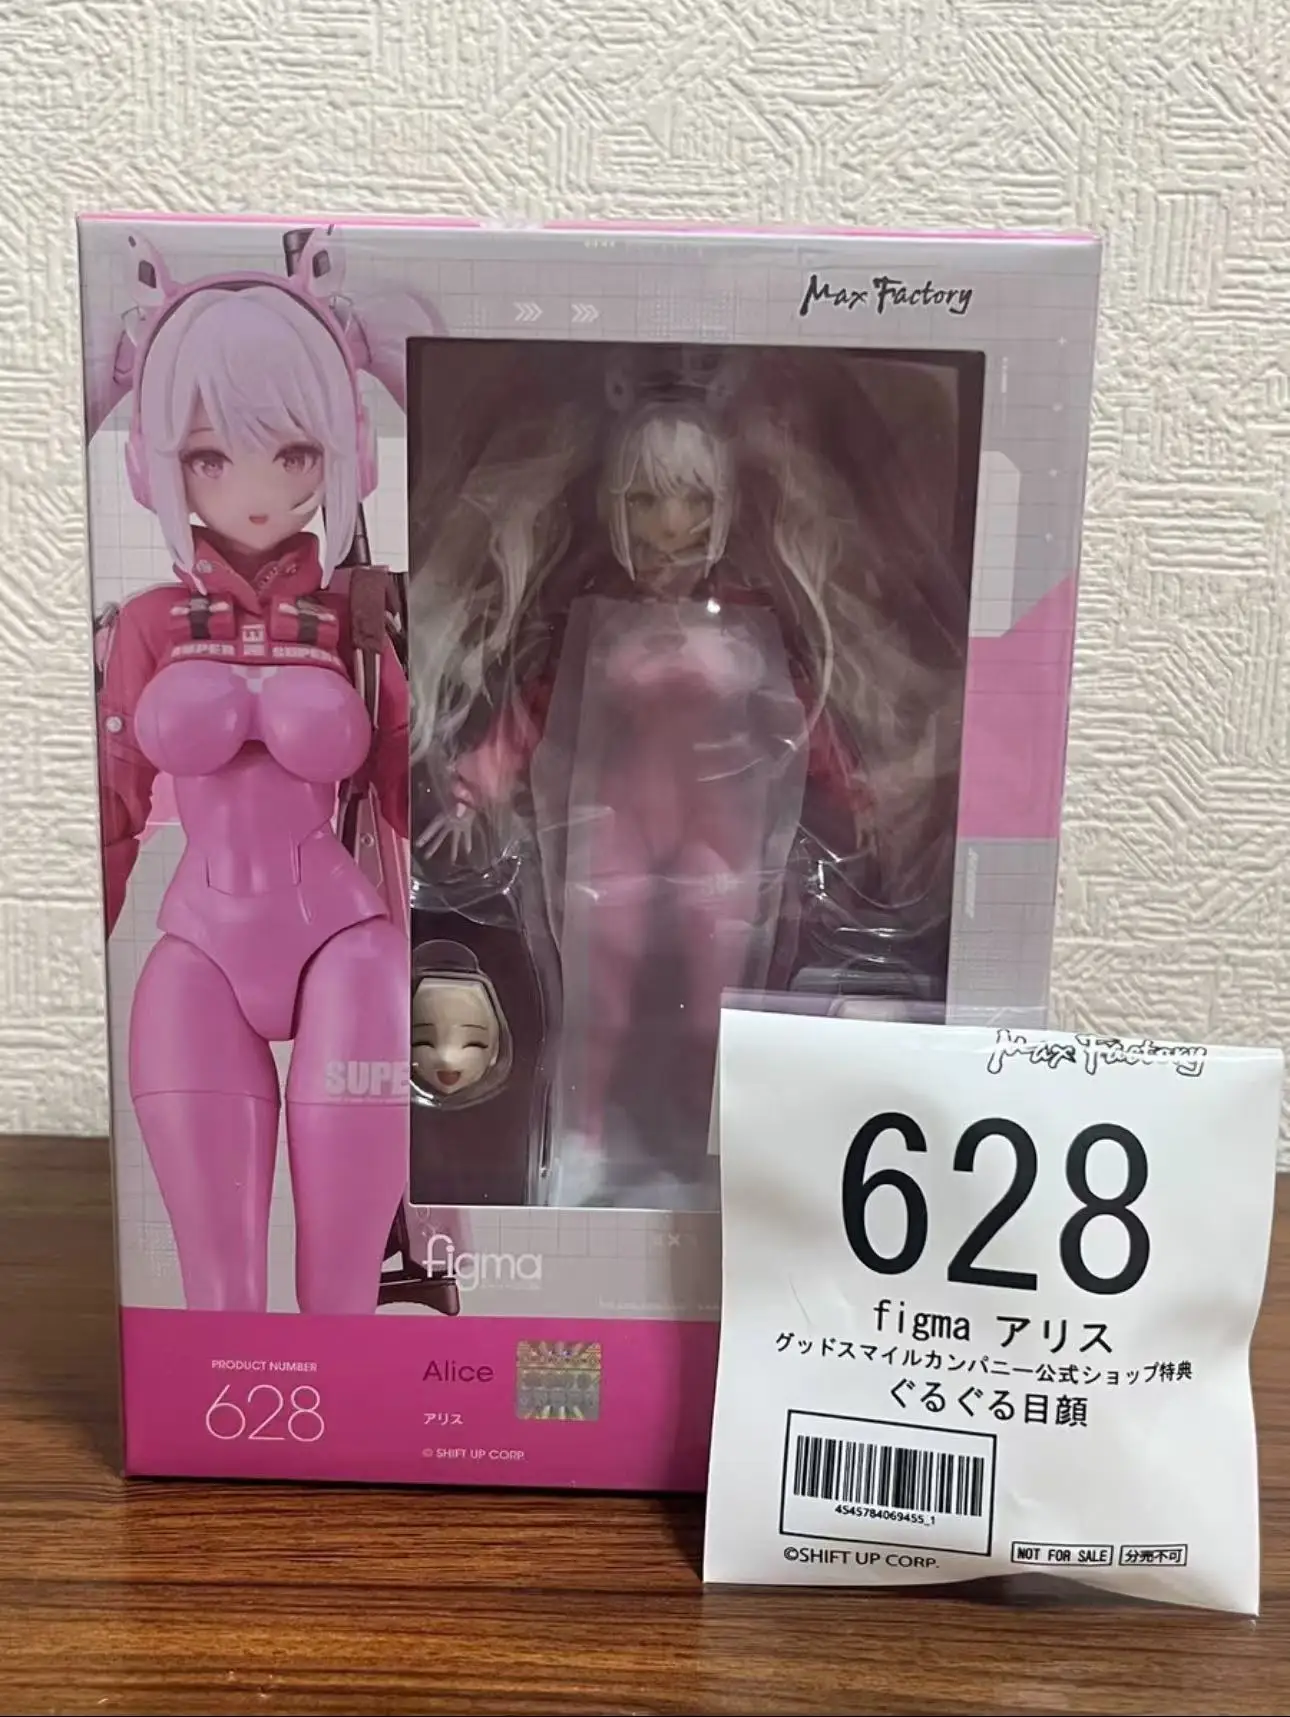 Max Factory
SUPER
SUPER
SUPE
figma
PRODUCT NUMBER
628
Alice
アリス
© SHIFT UP CORP.
Max Factory
628
figma アリス
グッドスマイルカンパニー公式ショップ特典
ぐるぐる目顔
4545784069455_1
©SHIFT UP CORP.
NOT FOR SALE
分売不可